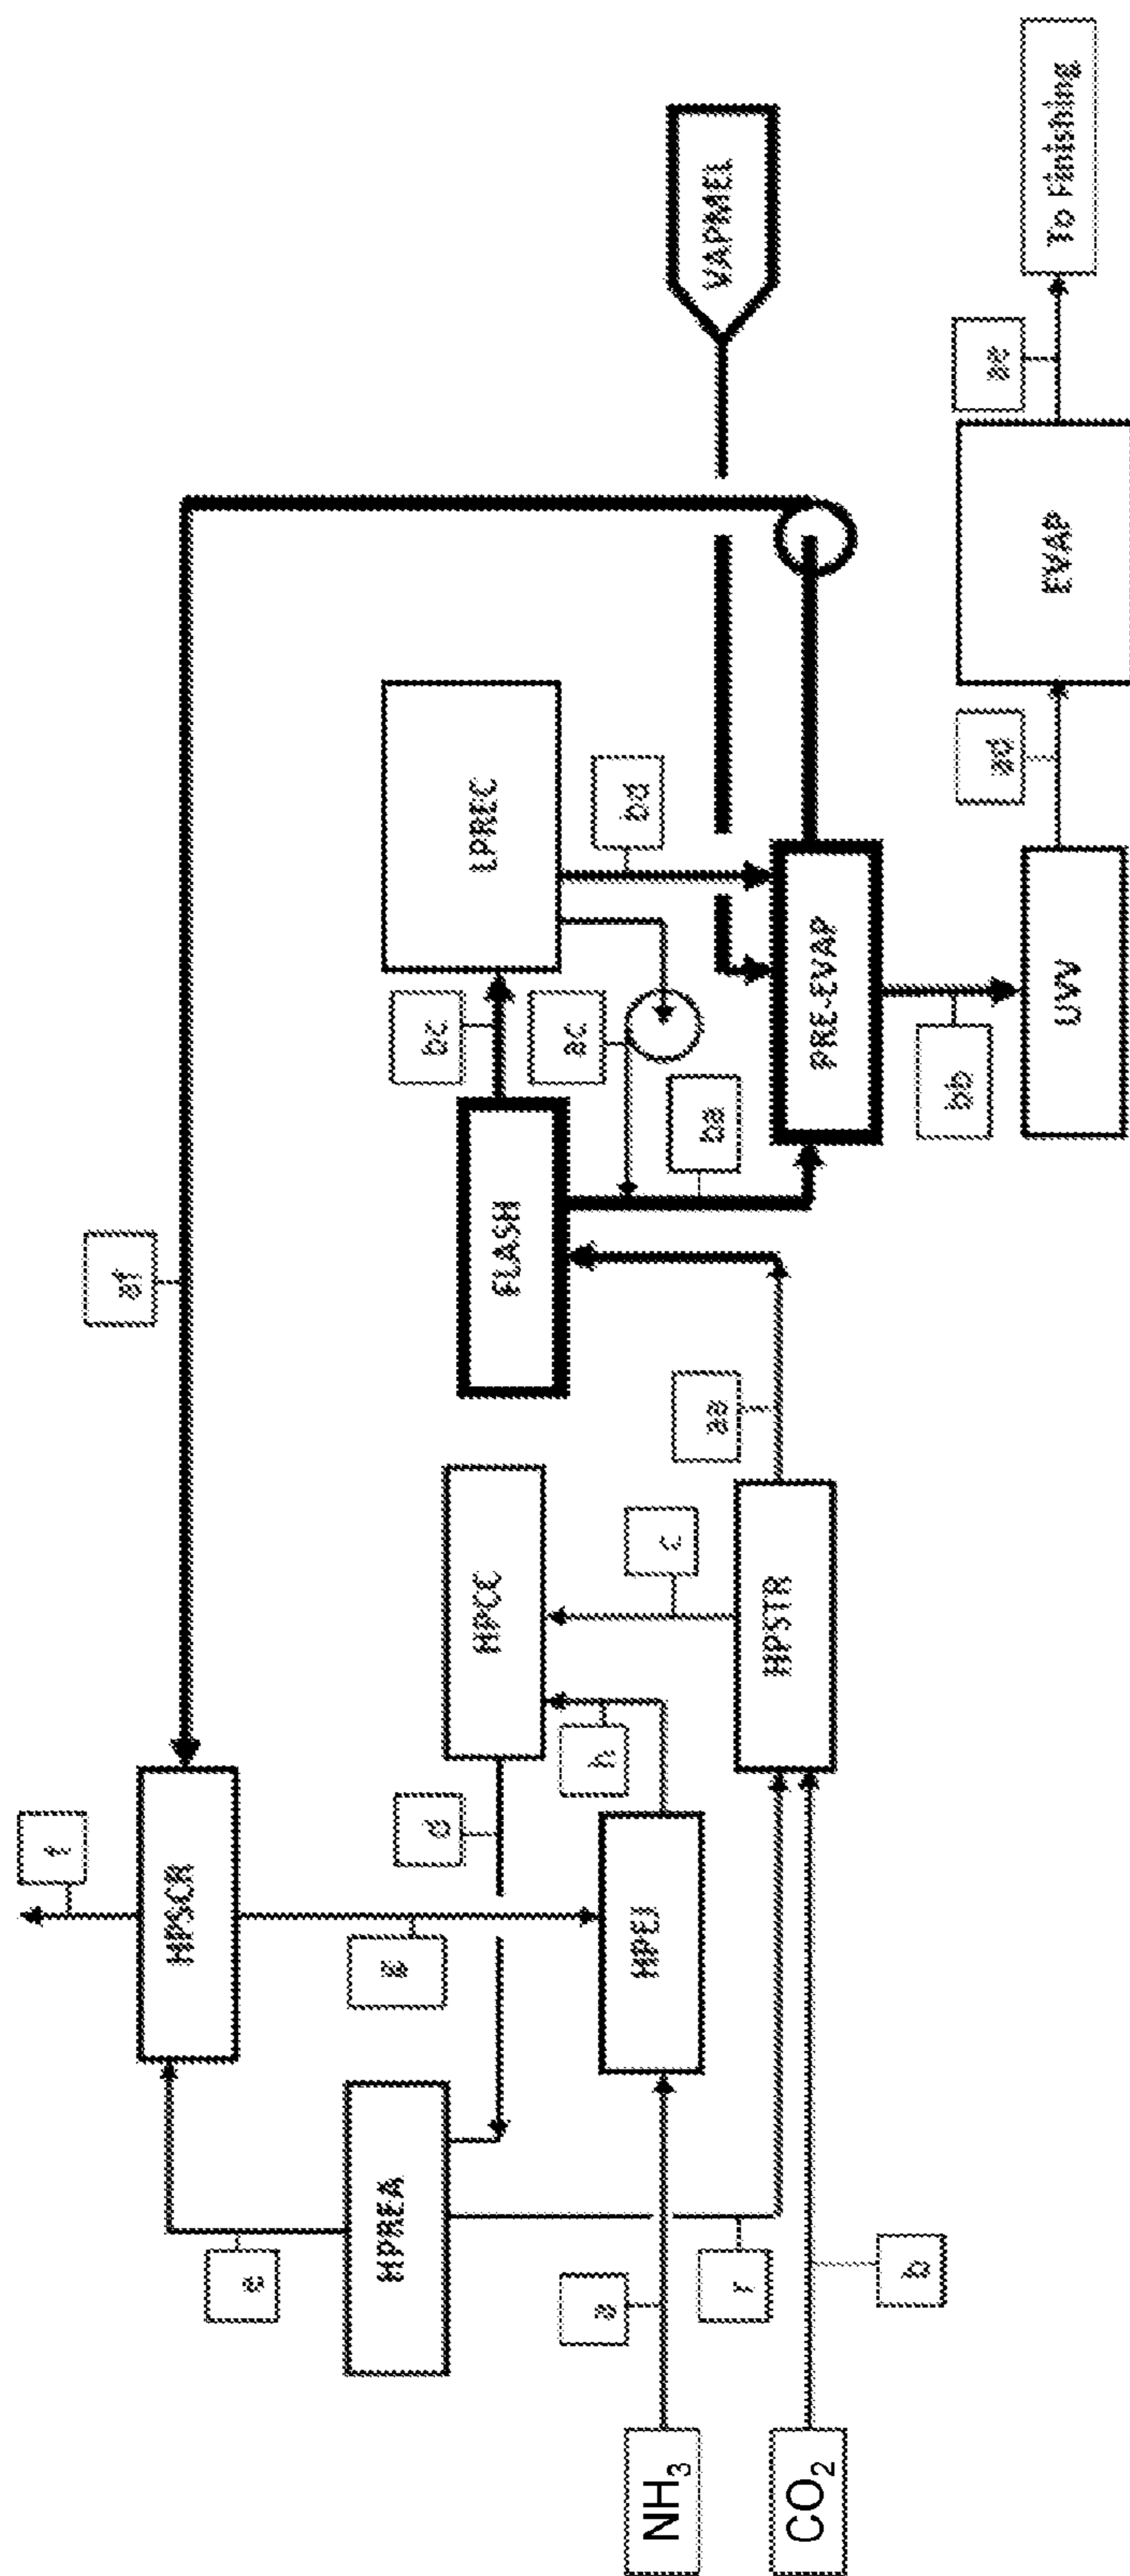 f
HPSCR
af
e
g
HPREA
d
HPCC
bc
LPREC
FLASH
ac
h
c
HPEJ
a
NH3
r
aa
ba
bd
VAPMEL
HPSTR
PRE-EVAP
CO2
b
bb
UVV
ad
EVAP
ae
To Finishing